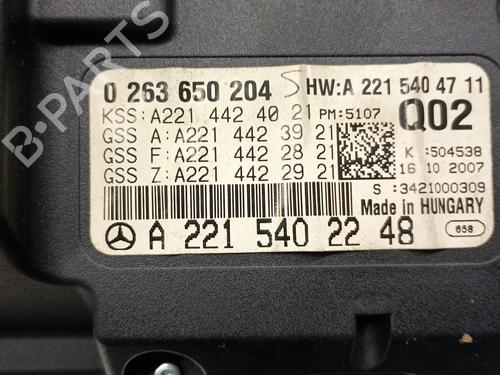 0 263 650 204 HW:A 221 540 47 11
KSS:A221 442 40 21 PM:5107 Q02
GSS A:A221 442 39 21
GSS F:A221 442 28 21 K :504538
GSS Z:A221 442 29 21 16 10 2007
S :3421000309
Made in HUNGARY
A 221 540 22 48 658